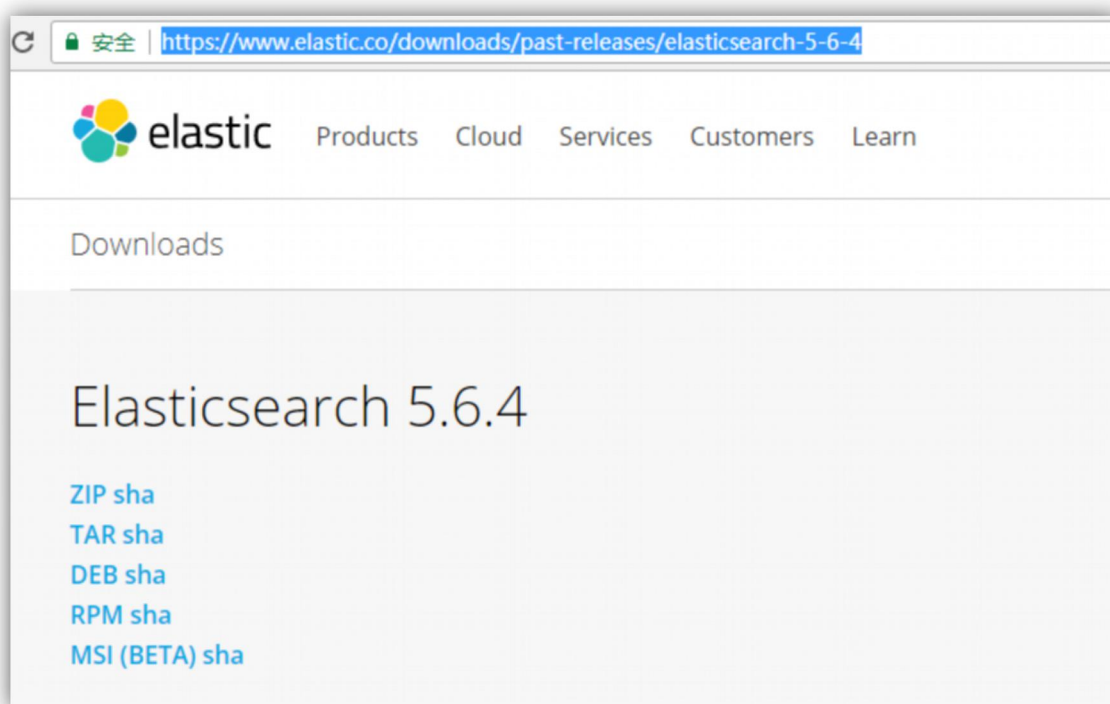 安全 https://www.elastic.co/downloads/past-releases/elasticsearch-5-6-4
elastic Products Cloud Services Customers Learn
Downloads
Elasticsearch 5.6.4
ZIP sha
TAR sha
DEB sha
RPM sha
MSI (BETA) sha